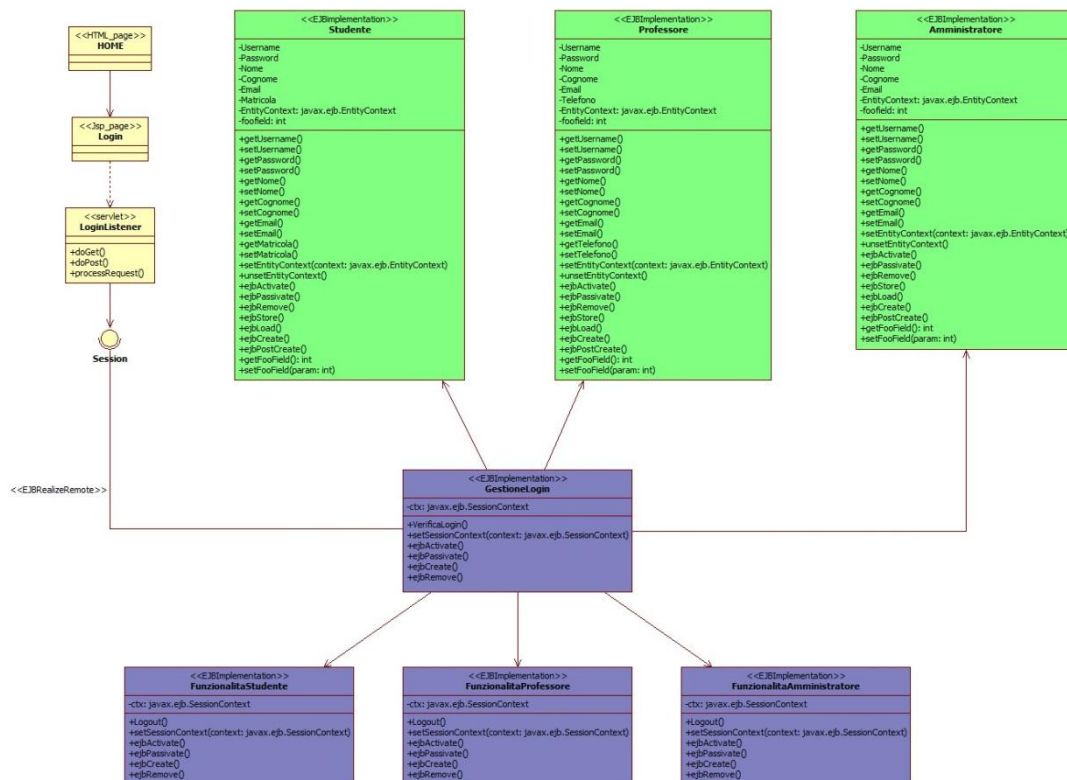 <<HTML_page>>
HOME
<<Jsp_page>>
Login
<<servlet>>
LoginListener
+doGet()
+doPost()
+processRequest()
Session
<<EJBRealizeRemote>>
<<EJBImplementation>>
Studente
-Username
-Password
-Nome
-Cognome
-Email
-Matricola
-EntityContext: javax.ejb.EntityContext
-foofield: int
+getUsername()
+setUsername()
+getPassword()
+setPassword()
+getNome()
+setNome()
+getCognome()
+setCognome()
+getEmail()
+setEmail()
+getMatricola()
+setMatricola()
+setEntityContext(context: javax.ejb.EntityContext)
+unsetEntityContext()
+ejbActivate()
+ejbPassivate()
+ejbRemove()
+ejbStore()
+ejbLoad()
+ejbCreate()
+ejbPostCreate()
+getFooField(): int
+setFooField(param: int)
<<EJBImplementation>>
Professore
-Username
-Password
-Nome
-Cognome
-Email
-Telefono
-EntityContext: javax.ejb.EntityContext
-foofield: int
+getUsername()
+setUsername()
+getPassword()
+setPassword()
+getNome()
+setNome()
+getCognome()
+setCognome()
+getEmail()
+setEmail()
+getTelefono()
+setTelefono()
+setEntityContext(context: javax.ejb.EntityContext)
+unsetEntityContext()
+ejbActivate()
+ejbPassivate()
+ejbRemove()
+ejbStore()
+ejbLoad()
+ejbCreate()
+ejbPostCreate()
+getFooField(): int
+setFooField(param: int)
<<EJBImplementation>>
Amministratore
-Username
-Password
-Nome
-Cognome
-Email
-EntityContext: javax.ejb.EntityContext
-foofield: int
+getUsername()
+setUsername()
+getPassword()
+setPassword()
+getNome()
+setNome()
+getCognome()
+setCognome()
+getEmail()
+setEmail()
+setEntityContext(context: javax.ejb.EntityContext)
+unsetEntityContext()
+ejbActivate()
+ejbPassivate()
+ejbRemove()
+ejbStore()
+ejbLoad()
+ejbCreate()
+ejbPostCreate()
+getFooField(): int
+setFooField(param: int)
<<EJBImplementation>>
GestioneLogin
-ctx: javax.ejb.SessionContext
+VerificaLogin()
+setSessionContext(context: javax.ejb.SessionContext)
+ejbActivate()
+ejbPassivate()
+ejbCreate()
+ejbRemove()
<<EJBImplementation>>
FunzionalitaStudente
-ctx: javax.ejb.SessionContext
+Logout()
+setSessionContext(context: javax.ejb.SessionContext)
+ejbActivate()
+ejbPassivate()
+ejbCreate()
+ejbRemove()
<<EJBImplementation>>
FunzionalitaProfessore
-ctx: javax.ejb.SessionContext
+Logout()
+setSessionContext(context: javax.ejb.SessionContext)
+ejbActivate()
+ejbPassivate()
+ejbCreate()
+ejbRemove()
<<EJBImplementation>>
FunzionalitaAmministratore
-ctx: javax.ejb.SessionContext
+Logout()
+setSessionContext(context: javax.ejb.SessionContext)
+ejbActivate()
+ejbPassivate()
+ejbCreate()
+ejbRemove()